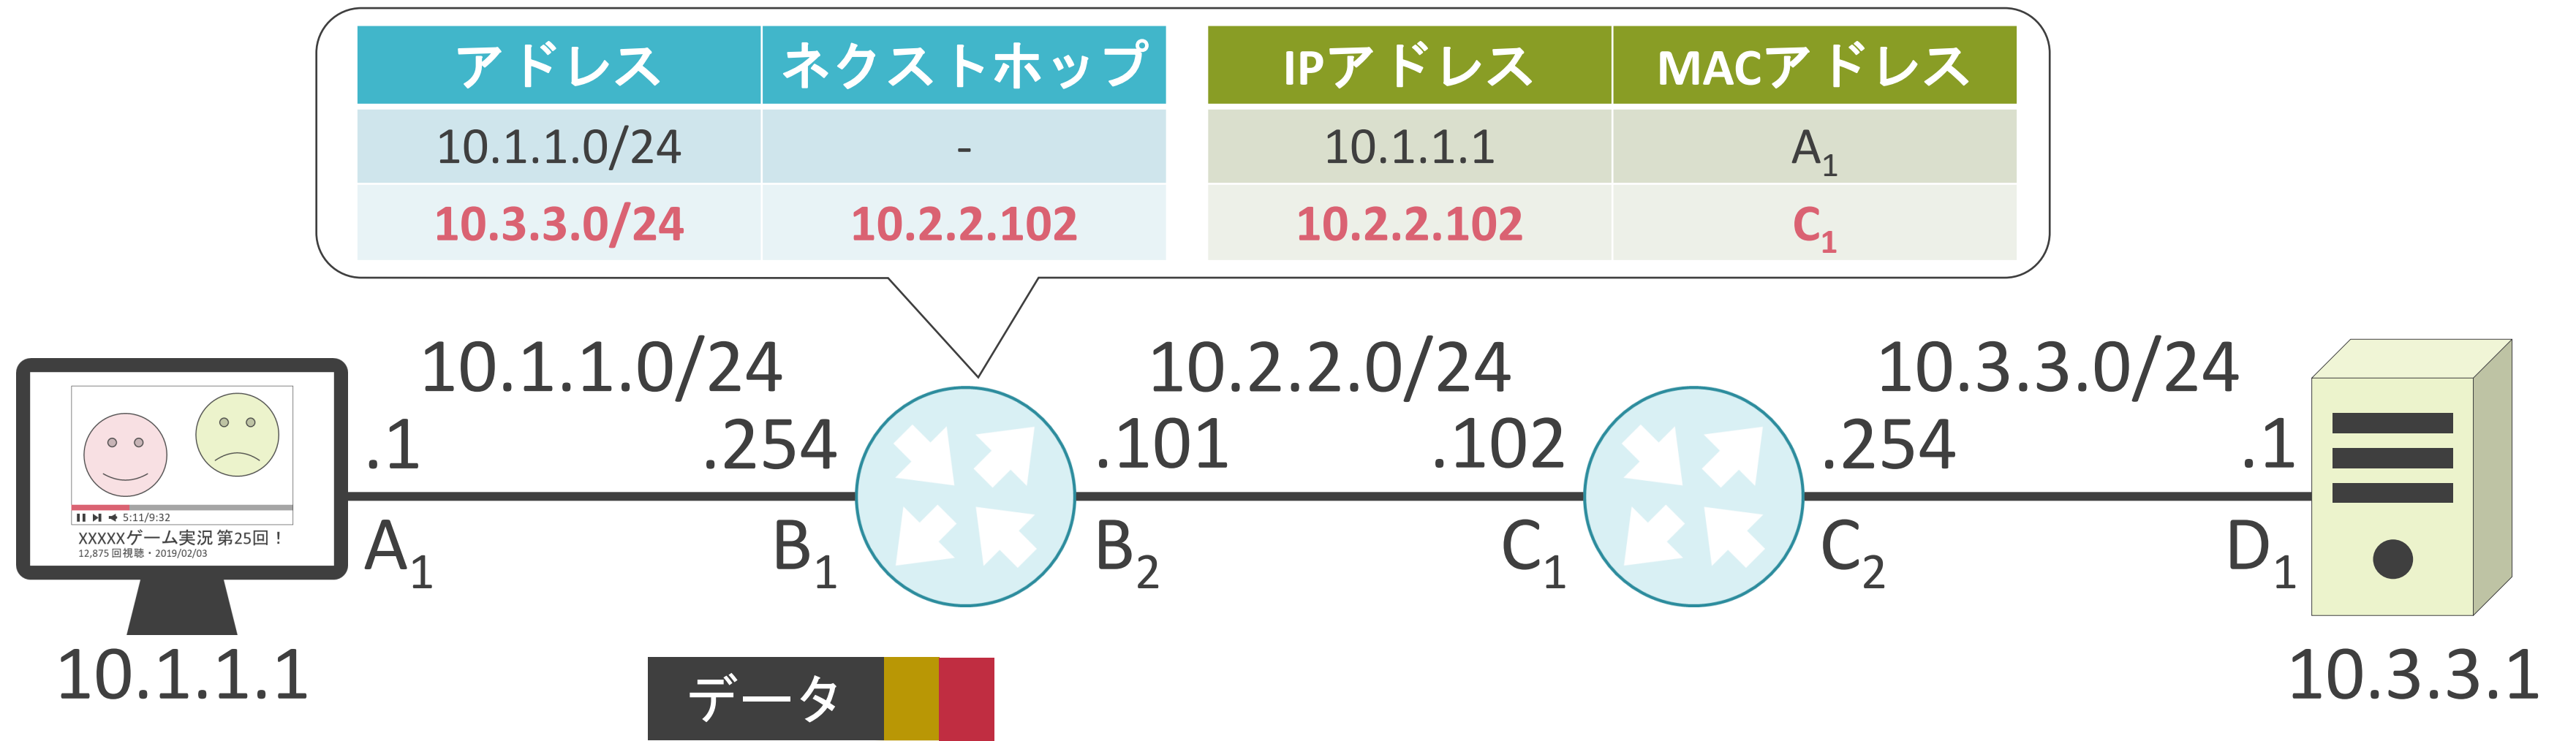 アドレス ネクストホップ
10.1.1.0/24 -
10.3.3.0/24 10.2.2.102
IPアドレス MACアドレス
10.1.1.1 A₁
10.2.2.102 C₁
10.1.1.0/24
10.2.2.0/24
10.3.3.0/24
.1
.254
.101
.102
.254
.1
A₁
B₁
B₂
C₁
C₂
D₁
5:11/9:32
XXXXXゲーム実況 第25回！
12,875 回視聴・2019/02/03
10.1.1.1
データ
10.3.3.1